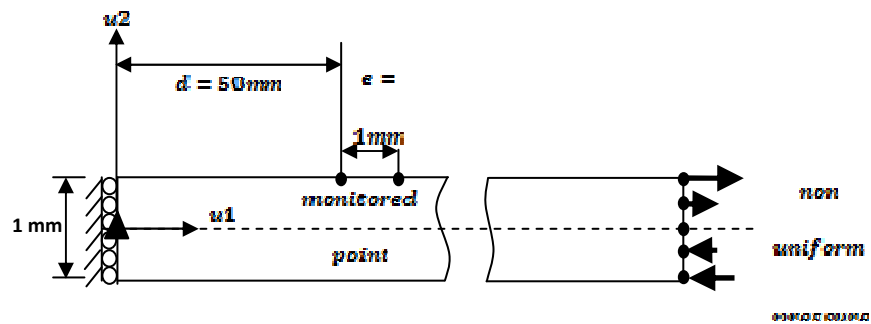 u2
d = 50mm
e =
1mm
monitored
non
1 mm
u1
point
uniform